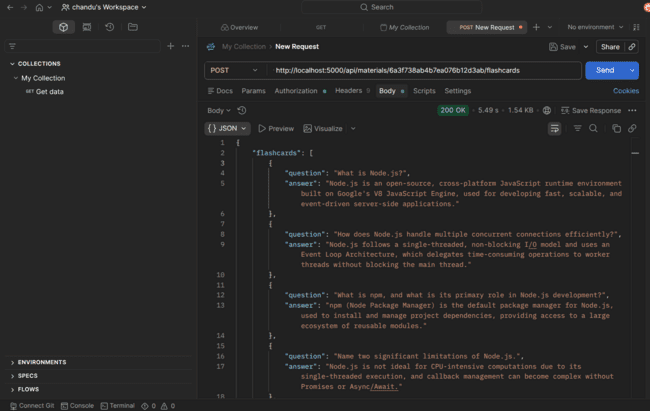 chandu's Workspace
Search
Overview
GET
My Collection
POST New Request
No environment
COLLECTIONS
My Collection
GET Get data
My Collection / New Request
Save
Share
POST
http://localhost:5000/api/materials/6a3f738ab4b7ea076b12d3ab/flashcards
Send
Docs Params Authorization Headers 5 Body Scripts Settings
Cookies
Body
200 OK • 5.49 s • 1.54 KB
Save Response
{ } JSON
Preview
Visualize
1 {
2 "flashcards": [
3 {
4 "question": "What is Node.js?",
5 "answer": "Node.js is an open-source, cross-platform JavaScript runtime environment
built on Google's V8 JavaScript Engine, used for developing fast, scalable, and
event-driven server-side applications."
6 },
7 {
8 "question": "How does Node.js handle multiple concurrent connections efficiently?",
9 "answer": "Node.js follows a single-threaded, non-blocking I/O model and uses an
Event Loop Architecture, which delegates time-consuming operations to worker
threads without blocking the main thread."
10 },
11 {
12 "question": "What is npm, and what is its primary role in Node.js development?",
13 "answer": "npm (Node Package Manager) is the default package manager for Node.js,
used to install and manage project dependencies, providing access to a large
ecosystem of reusable modules."
14 },
15 {
16 "question": "Name two significant limitations of Node.js.",
17 "answer": "Node.js is not ideal for CPU-intensive computations due to its
single-threaded execution, and callback management can become complex without
Promises or Async/Await."
18 }
ENVIRONMENTS
SPECS
FLOWS
Connect Git
Console
Terminal
0
0